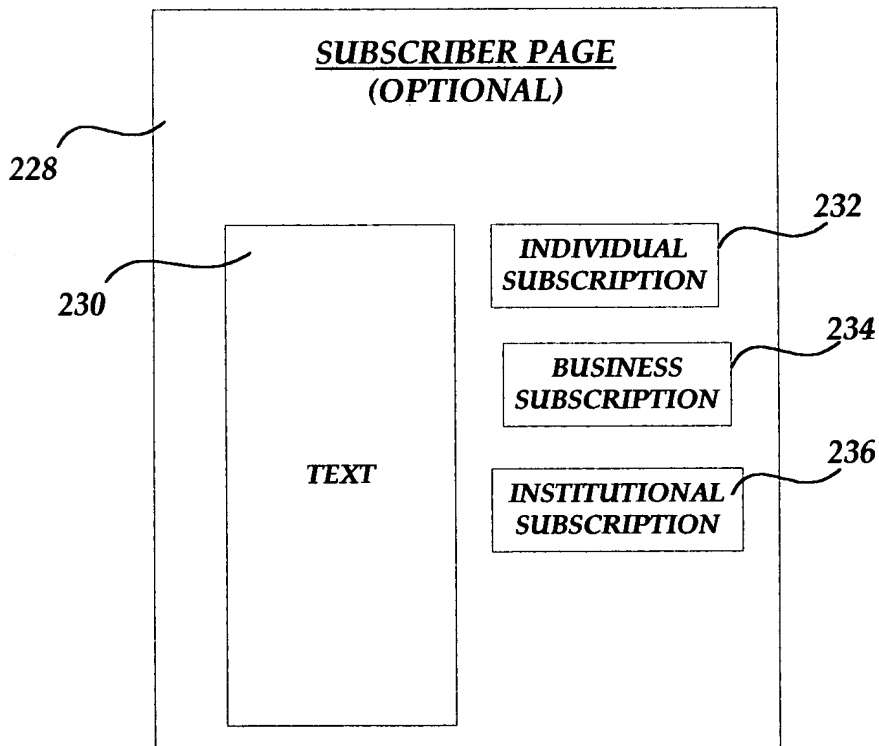 SUBSCRIBER PAGE
(OPTIONAL)
228
232
INDIVIDUAL
SUBSCRIPTION
230
234
BUSINESS
SUBSCRIPTION
TEXT
236
INSTITUTIONAL
SUBSCRIPTION